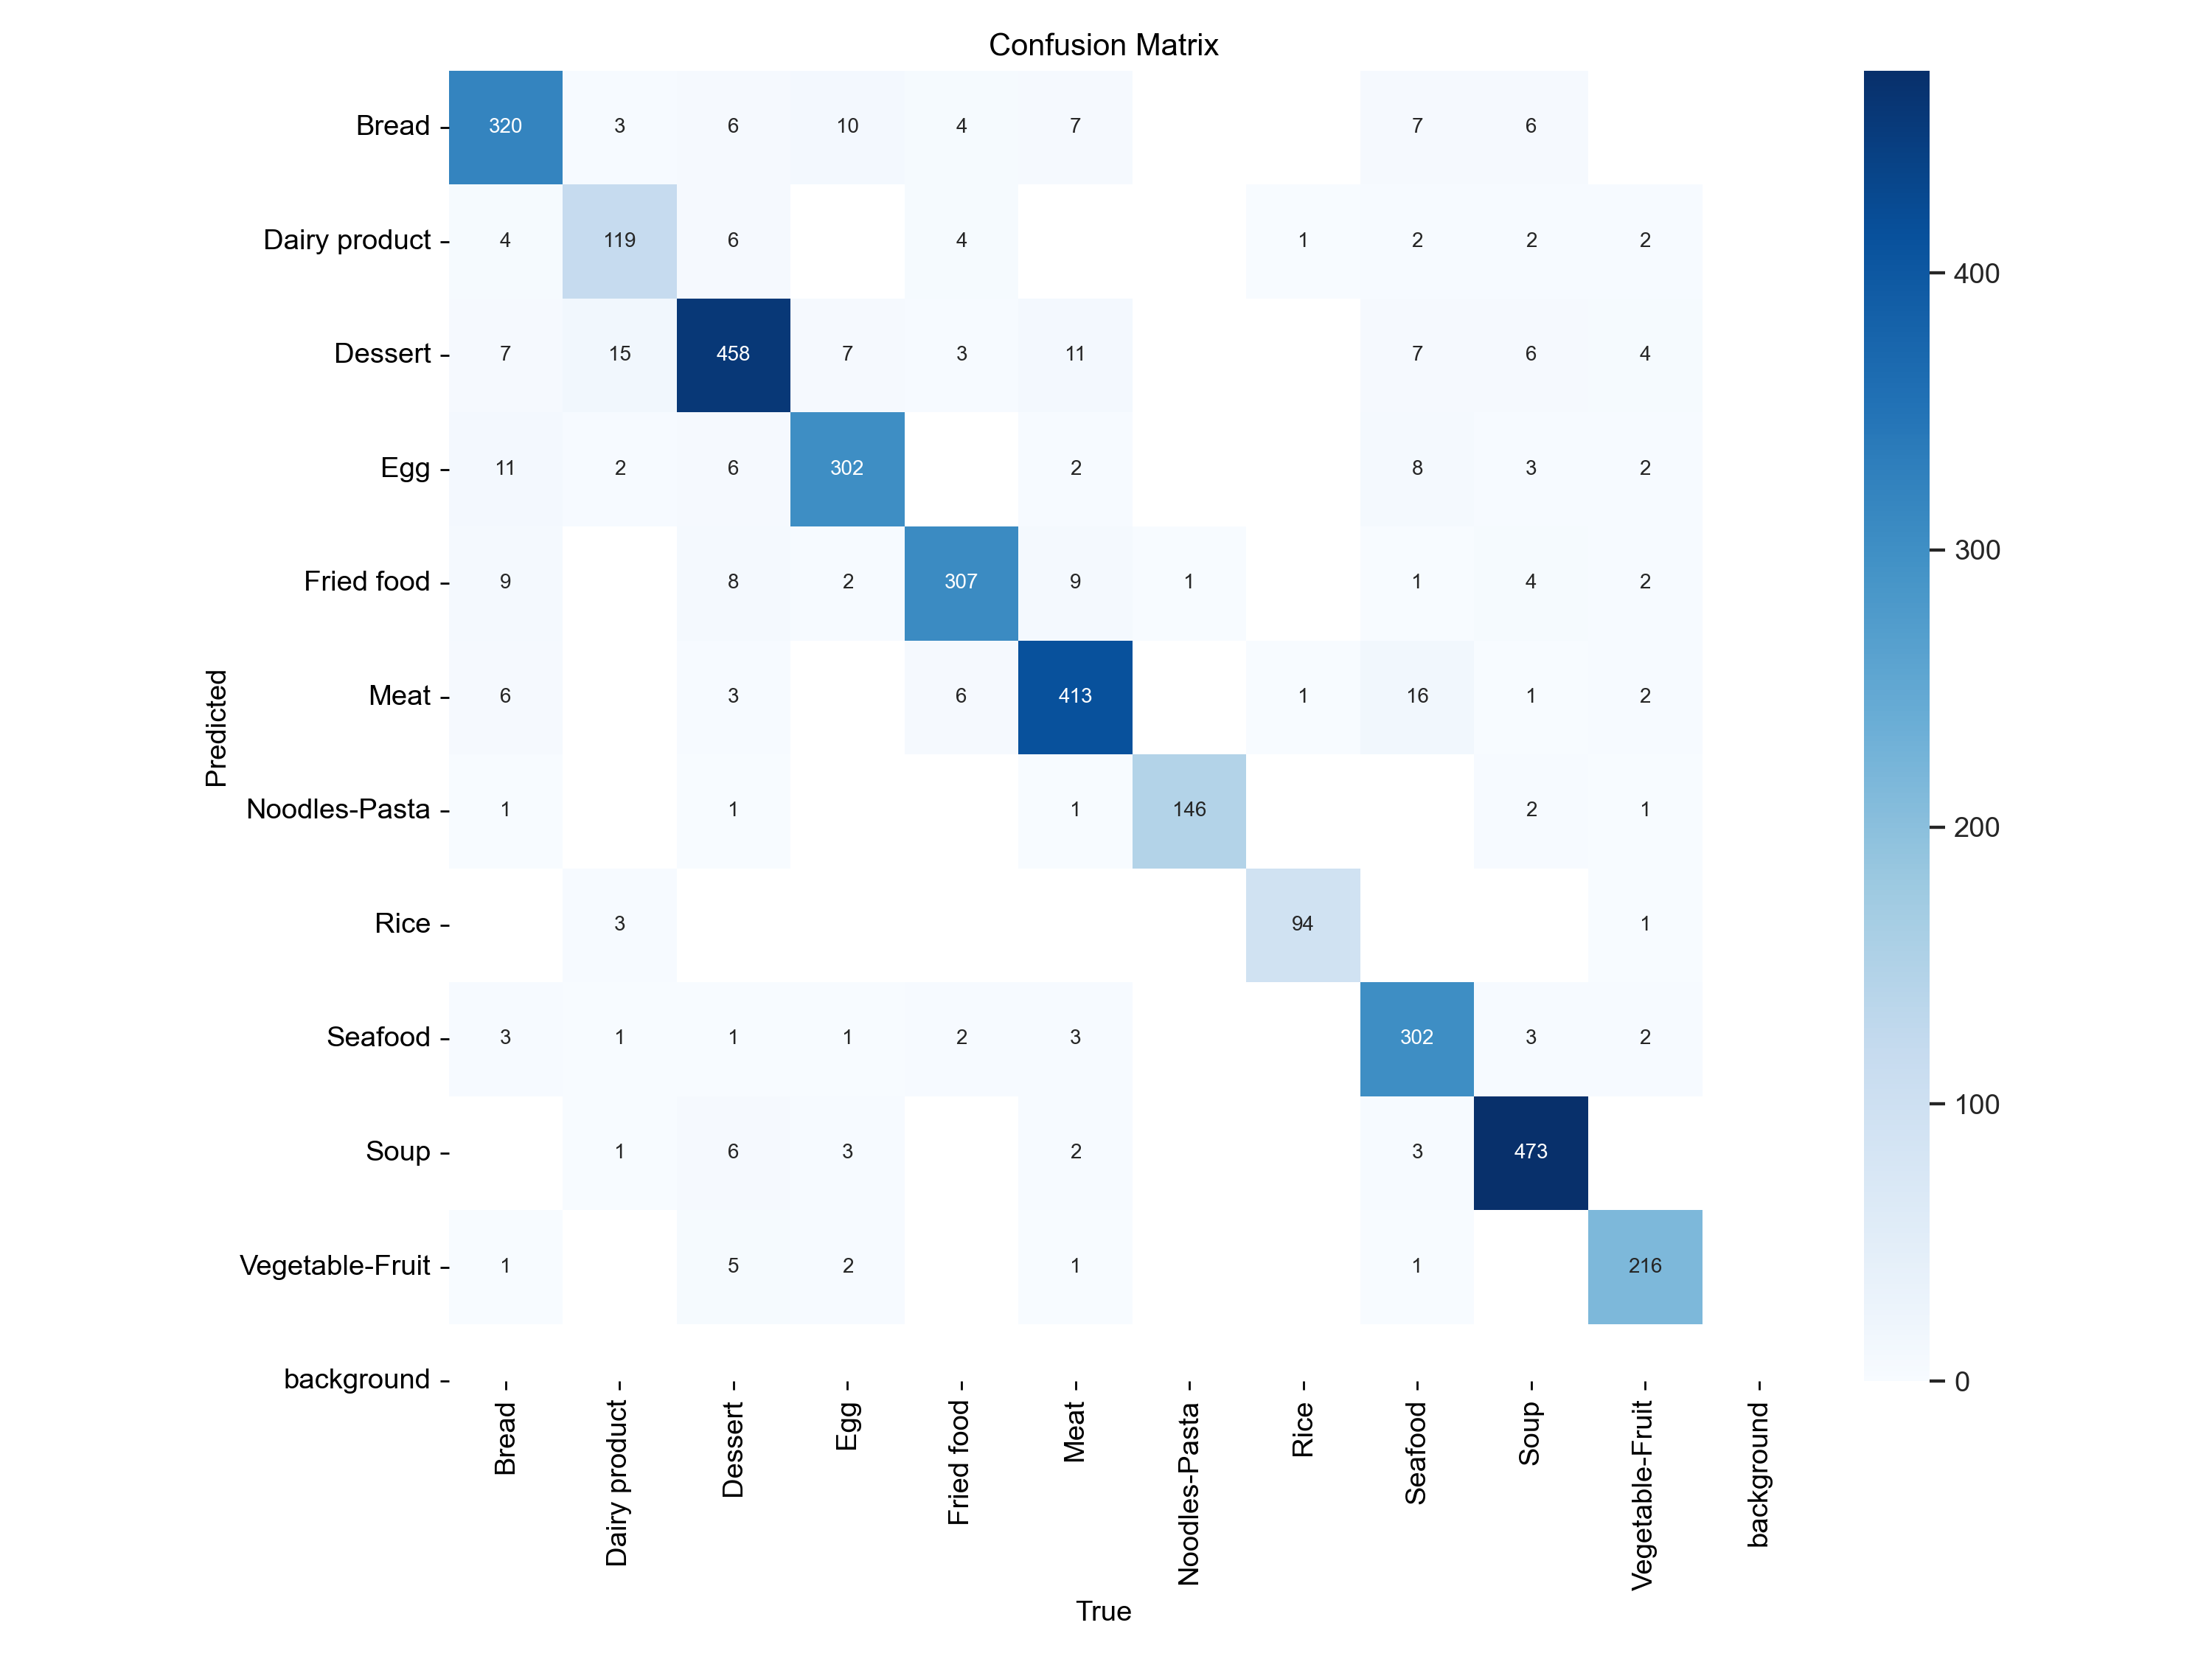 Confusion Matrix
Bread 320 3 6 10 4 7 7 6
Dairy product 4 119 6 4 1 2 2 2
Dessert 7 15 458 7 3 11 7 6 4
Egg 11 2 6 302 2 8 3 2
Fried food 9 8 2 307 9 1 1 4 2
Meat 6 3 6 413 1 16 1 2
Noodles-Pasta 1 1 1 146 2 1
Rice 3 94 1
Seafood 3 1 1 1 2 3 302 3 2
Soup 1 6 3 2 3 473
Vegetable-Fruit 1 5 2 1 1 216
background
Predicted
Bread
Dairy product
Dessert
Egg
Fried food
Meat
Noodles-Pasta
Rice
Seafood
Soup
Vegetable-Fruit
background
True
400
300
200
100
0